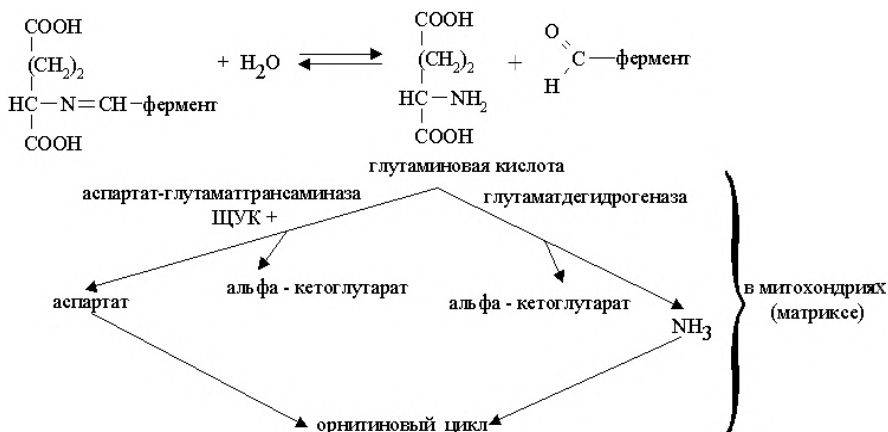 COOH
(CH2)2
HC—N=CH—фермент
COOH
+ H2O
COOH
(CH2)2
HC—NH2
COOH
+
O
C—фермент
H
глутаминовая кислота
аспартат-глутаматтрансаминаза
ЩУК +
глутаматдегидрогеназа
аспартат
альфа - кетоглутарат
альфа - кетоглутарат
NH3
в митохондриях
(матриксе)
орнитиновый цикл